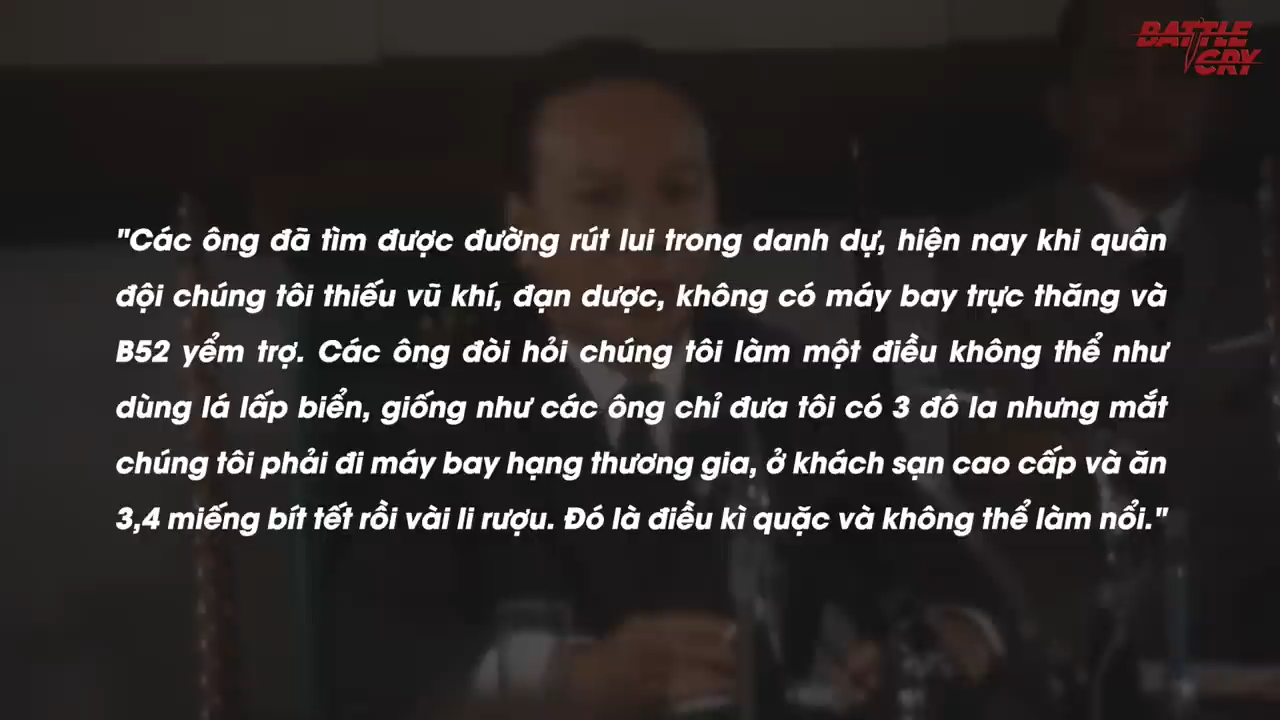 BATTLE
CRY
"Các ông đã tìm được đường rút lui trong danh dự, hiện nay khi quân
đội chúng tôi thiếu vũ khí, đạn dược, không có máy bay trực thăng và
B52 yểm trợ. Các ông đòi hỏi chúng tôi làm một điều không thể như
dùng lá lấp biển, giống như các ông chỉ đưa tôi có 3 đô la nhưng mắt
chúng tôi phải đi máy bay hạng thương gia, ở khách sạn cao cấp và ăn
3,4 miếng bít tết rồi vài li rượu. Đó là điều kì quặc và không thể làm nổi."